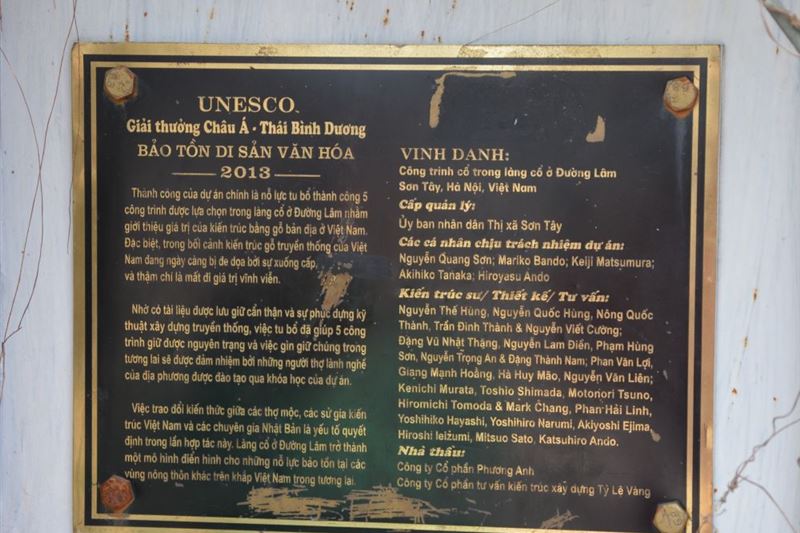 UNESCO
Giải thưởng Châu Á - Thái Bình Dương
BẢO TỒN DI SẢN VĂN HÓA
2013
Thành công của dự án chính là nỗ lực tu bổ thành công 5
công trình được lựa chọn trong làng cổ ở Đường Lâm nhằm
giới thiệu giá trị của kiến trúc bằng gỗ bản địa ở Việt Nam.
Đặc biệt, trong bối cảnh kiến trúc gỗ truyền thống của Việt
Nam đang ngày càng bị đe dọa bởi sự xuống cấp,
và thậm chí là mất đi giá trị vĩnh viễn.
Nhờ có tài liệu được lưu giữ cẩn thận và sự phục dựng kỹ
thuật xây dựng truyền thống, việc tu bổ đã giúp 5 công
trình giữ được nguyên trạng và việc gìn giữ chúng trong
tương lai sẽ được đảm nhiệm bởi những người thợ lành nghề
của địa phương được đào tạo qua khóa học của dự án.
Việc trao đổi kiến thức giữa các thợ mộc, các sử gia kiến
trúc Việt Nam và các chuyên gia Nhật Bản là yếu tố quyết
định trong lần hợp tác này. Làng cổ ở Đường Lâm trở thành
một mô hình điển hình cho những nỗ lực bảo tồn tại các
vùng nông thôn khác trên khắp Việt Nam trong tương lai.
VINH DANH:
Công trình cổ trong làng cổ ở Đường Lâm
Sơn Tây, Hà Nội, Việt Nam
Cấp quản lý:
Ủy ban nhân dân Thị xã Sơn Tây
Các cá nhân chịu trách nhiệm dự án:
Nguyễn Quang Sơn; Mariko Bando; Keiji Matsumura;
Akihiko Tanaka; Hiroyasu Ando
Kiến trúc sư/ Thiết kế/ Tư vấn:
Nguyễn Thế Hùng, Nguyễn Quốc Hùng, Nông Quốc
Thành, Trần Đình Thành & Nguyễn Viết Cường;
Đặng Vũ Nhật Thăng, Nguyễn Lam Điền, Phạm Hùng
Sơn, Nguyễn Trọng An & Đặng Thành Nam; Phan Văn Lợi,
Giang Mạnh Hoằng, Hà Huy Mão, Nguyễn Văn Liên;
Kenichi Murata, Toshio Shimada, Motonori Tsuno,
Hiromichi Tomoda & Mark Chang, Phan Hải Linh,
Yoshihiko Hayashi, Yoshihiro Narumi, Akiyoshi Ejima,
Hiroshi Ieizumi, Mitsuo Sato, Katsuhiro Ando.
Nhà thầu:
Công ty Cổ phần Phương Anh
Công ty Cổ phần tư vấn kiến trúc xây dựng Tỷ Lệ Vàng